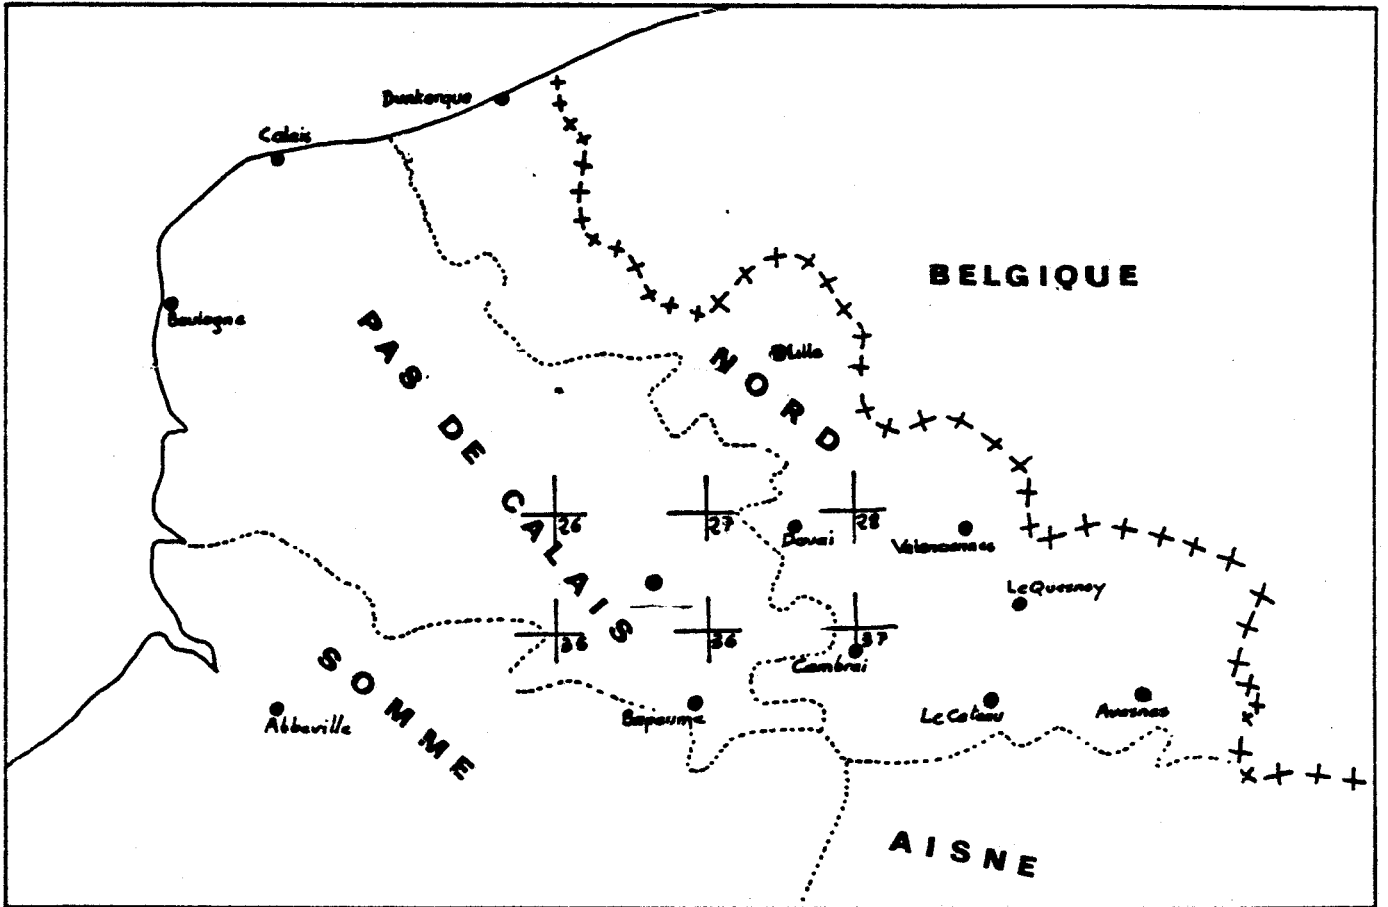 Dunkerque
Calais
BELGIQUE
Boulogne
PAS DE CALAIS
NORD
Lille
26
27
28
Douai
Valenciennes
Le Quesnoy
36
36
37
Cambrai
SOMME
Abbeville
Bapaume
Le Cateau
Avesnes
AISNE